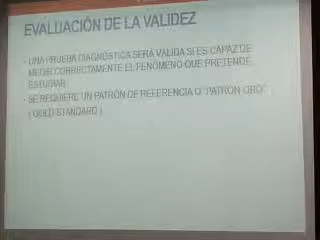 EVALUACIÓN DE LA VALIDEZ
- UNA PRUEBA DIAGNÓSTICA SERÁ VÁLIDA SI ES CAPAZ DE
MEDIR CORRECTAMENTE EL FENÓMENO QUE PRETENDE
ESTUDIAR
- SE REQUIERE UN PATRÓN DE REFERENCIA O "PATRÓN ORO"
( GOLD STANDARD )